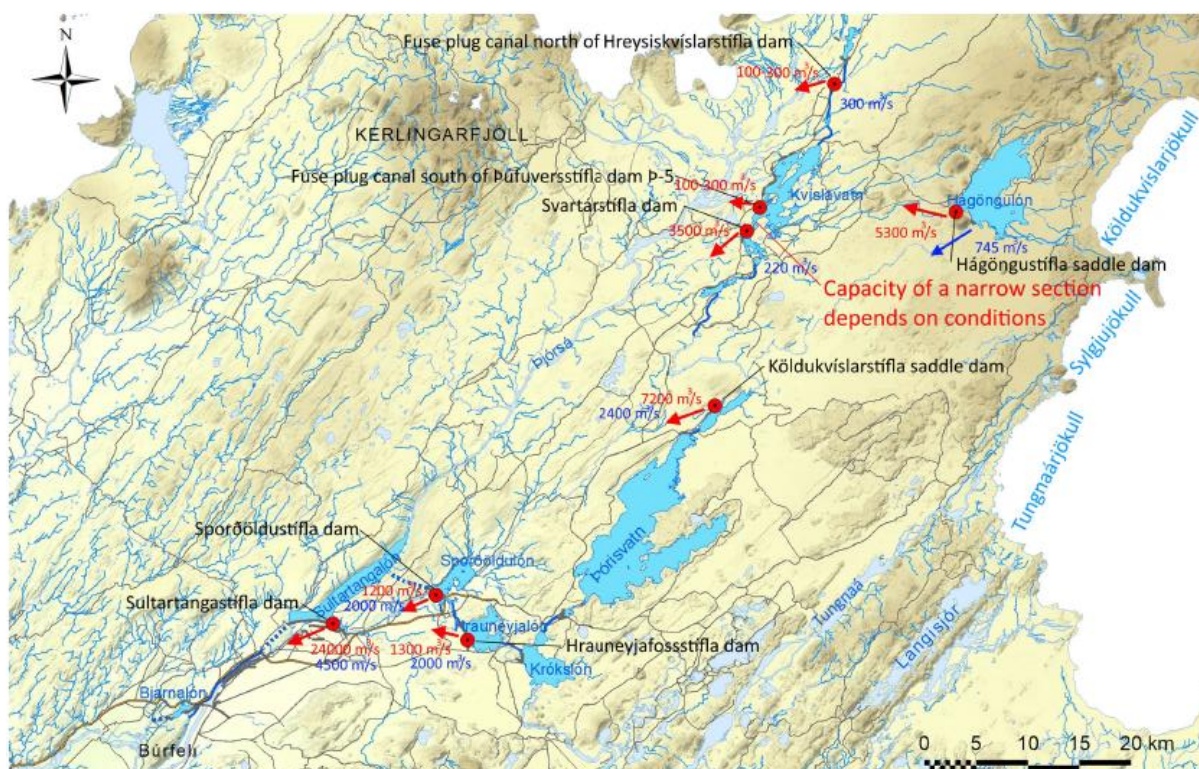 N
Fuse plug canal north of Hreysiskvíslarstífla dam
100-300 m³/s
300 m³/s
KERLINGARFJÖLL
Fuse plug canal south of Þúfuversstífla dam Þ-5
100-300 m³/s
Kvíslavatn
Svartárstífla dam
3500 m³/s
220 m³/s
Hágöngulón
5300 m³/s
745 m³/s
Hágöngustífla saddle dam
Köldukvíslarjökull
Capacity of a narrow section
depends on conditions
Sylgjujökull
Þjórsá
Köldukvíslarstífla saddle dam
7200 m³/s
2400 m³/s
Tungnaárjökull
Sporðöldustífla dam
Þórisvatn
Sultartangalón
Sporðöldulón
1200 m³/s
2000 m³/s
Sultartangastífla dam
Tungnaá
Langisjór
Hrauneyjalón
24000 m³/s
4500 m³/s
1300 m³/s
2000 m³/s
Hrauneyjafossstífla dam
Krókslón
Bjarnalón
Búrfell
0 5 10 15 20 km